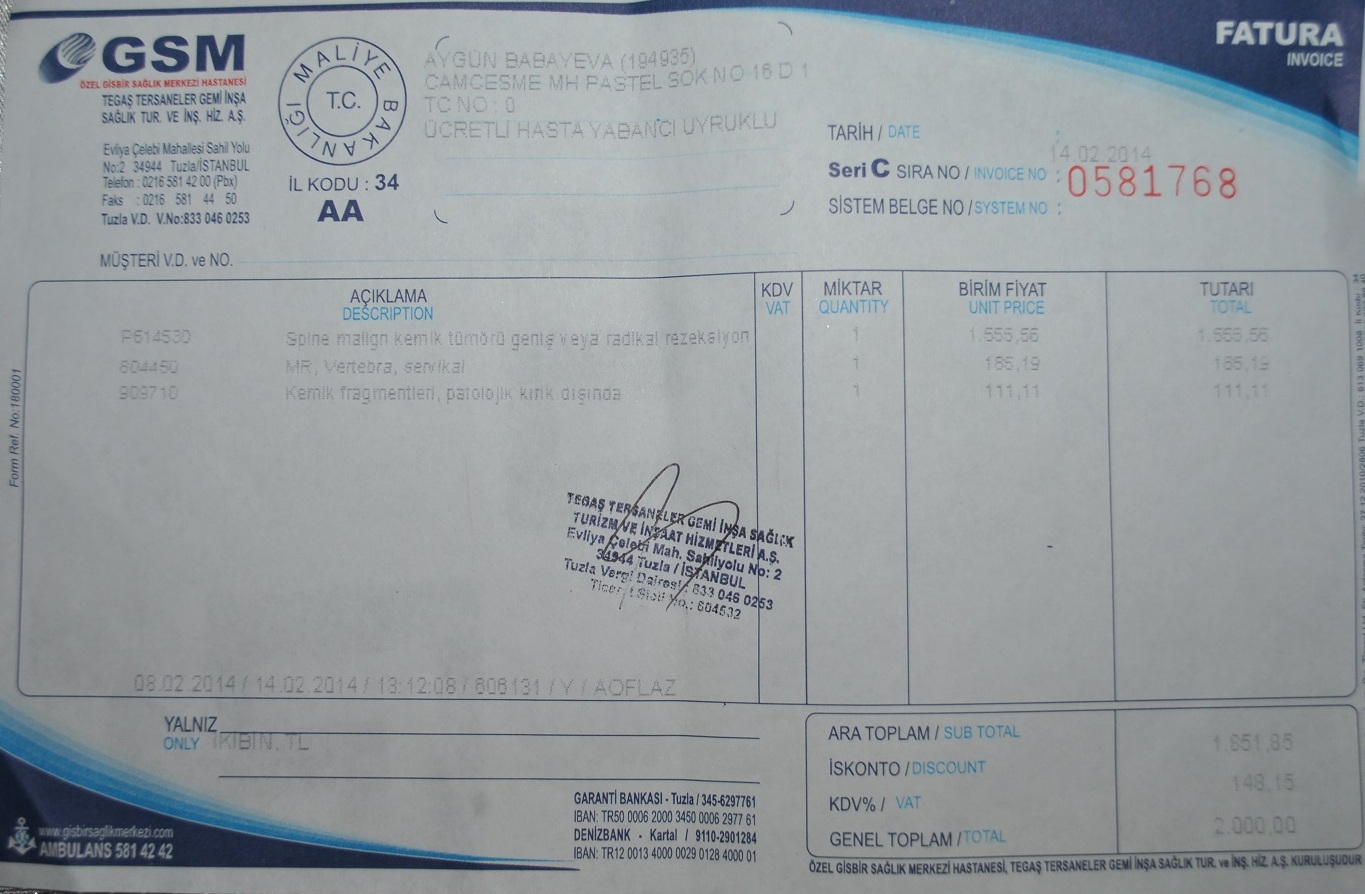 GSM
ÖZEL GİSBİR SAĞLIK MERKEZİ HASTANESİ
TEGAŞ TERSANELER GEMİ İNŞA
SAĞLIK TUR. VE İNŞ. HİZ. A.Ş.
Evliya Çelebi Mahallesi Sahil Yolu
No:2 34944 Tuzla/İSTANBUL
Telefon : 0216 581 42 00 (Pbx)
Faks : 0216 581 44 50
Tuzla V.D. V.No:833 046 0253
MALİYE BAKANLIĞI
T.C.
İL KODU : 34
AA
AYGÜN BABAYEVA (194935)
CAMCESME MH PASTEL SOK NO 16 D 1
TC NO : 0
ÜCRETLİ HASTA YABANCI UYRUKLU
FATURA
INVOICE
TARİH / DATE :
14.02.2014
Seri C SIRA NO / INVOICE NO : 0581768
SİSTEM BELGE NO / SYSTEM NO :
MÜŞTERİ V.D. ve NO.
AÇIKLAMA KDV MİKTAR BİRİM FİYAT TUTARI
DESCRIPTION VAT QUANTITY UNIT PRICE TOTAL
P614530 Spine malign kemik tümörü geniş veya radikal rezeksiyon 1 1.555,56 1.555,56
804450 MR, Vertebra, servikal 1 185,19 185,19
909710 Kemik fragmentleri, patolojik kırık dışında 1 111,11 111,11
TEGAŞ TERSANELER GEMİ İNŞA SAĞLIK
TURİZM VE İNŞAAT HİZMETLERİ A.Ş.
Evliya Çelebi Mah. Sahilyolu No: 2
34944 Tuzla / İSTANBUL
Tuzla Vergi Dairesi : 833 046 0253
Ticaret Sicil No.: 604532
08.02.2014 / 14.02.2014 / 13:12:08 / 606131 / Y / AOFLAZ
YALNIZ
ONLY İKİBİN, TL
ARA TOPLAM / SUB TOTAL 1.851,85
İSKONTO / DISCOUNT
KDV% / VAT 148,15
GENEL TOPLAM / TOTAL 2.000,00
GARANTİ BANKASI - Tuzla / 345-6297761
IBAN: TR50 0006 2000 3450 0006 2977 61
DENİZBANK - Kartal / 9110-2901284
IBAN: TR12 0013 4000 0029 0128 4000 01
www.gisbirsaglikmerkezi.com
AMBULANS 581 42 42
ÖZEL GİSBİR SAĞLIK MERKEZİ HASTANESİ, TEGAŞ TERSANELER GEMİ İNŞA SAĞLIK TUR. ve İNŞ. HİZ. A.Ş. KURULUŞUDUR
Form Ref. No:180001